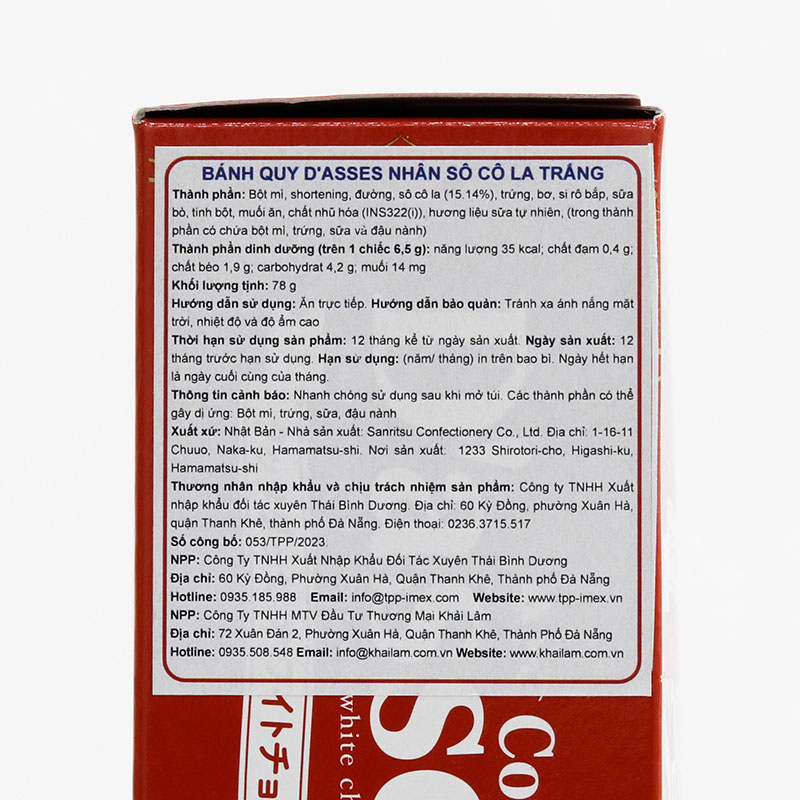 BÁNH QUY D'ASSES NHÂN SÔ CÔ LA TRẮNG
Thành phần: Bột mì, shortening, đường, sô cô la (15.14%), trứng, bơ, si rô bắp, sữa
bò, tinh bột, muối ăn, chất nhũ hóa (INS322(i)), hương liệu sữa tự nhiên, (trong thành
phần có chứa bột mì, trứng, sữa và đậu nành)
Thành phần dinh dưỡng (trên 1 chiếc 6,5 g): năng lượng 35 kcal; chất đạm 0,4 g;
chất béo 1,9 g; carbohydrat 4,2 g; muối 14 mg
Khối lượng tịnh: 78 g
Hướng dẫn sử dụng: Ăn trực tiếp. Hướng dẫn bảo quản: Tránh xa ánh nắng mặt
trời, nhiệt độ và độ ẩm cao
Thời hạn sử dụng sản phẩm: 12 tháng kể từ ngày sản xuất. Ngày sản xuất: 12
tháng trước hạn sử dụng. Hạn sử dụng: (năm/ tháng) in trên bao bì. Ngày hết hạn
là ngày cuối cùng của tháng.
Thông tin cảnh báo: Nhanh chóng sử dụng sau khi mở túi. Các thành phần có thể
gây dị ứng: Bột mì, trứng, sữa, đậu nành
Xuất xứ: Nhật Bản - Nhà sản xuất: Sanritsu Confectionery Co., Ltd. Địa chỉ: 1-16-11
Chuuo, Naka-ku, Hamamatsu-shi. Nơi sản xuất: 1233 Shirotori-cho, Higashi-ku,
Hamamatsu-shi
Thương nhân nhập khẩu và chịu trách nhiệm sản phẩm: Công ty TNHH Xuất
nhập khẩu đối tác xuyên Thái Bình Dương. Địa chỉ: 60 Kỳ Đồng, phường Xuân Hà,
quận Thanh Khê, thành phố Đà Nẵng. Điện thoại: 0236.3715.517
Số công bố: 053/TPP/2023.
NPP: Công Ty TNHH Xuất Nhập Khẩu Đối Tác Xuyên Thái Bình Dương
Địa chỉ: 60 Kỳ Đồng, Phường Xuân Hà, Quận Thanh Khê, Thành phố Đà Nẵng
Hotline: 0935.185.988 Email: info@tpp-imex.com Website: www.tpp-imex.vn
NPP: Công Ty TNHH MTV Đầu Tư Thương Mại Khải Lâm
Địa chỉ: 72 Xuân Đán 2, Phường Xuân Hà, Quận Thanh Khê, Thành Phố Đà Nẵng
Hotline: 0935.508.548 Email: info@khailam.com.vn Website: www.khailam.com.vn
イトチョ
white ch
Co